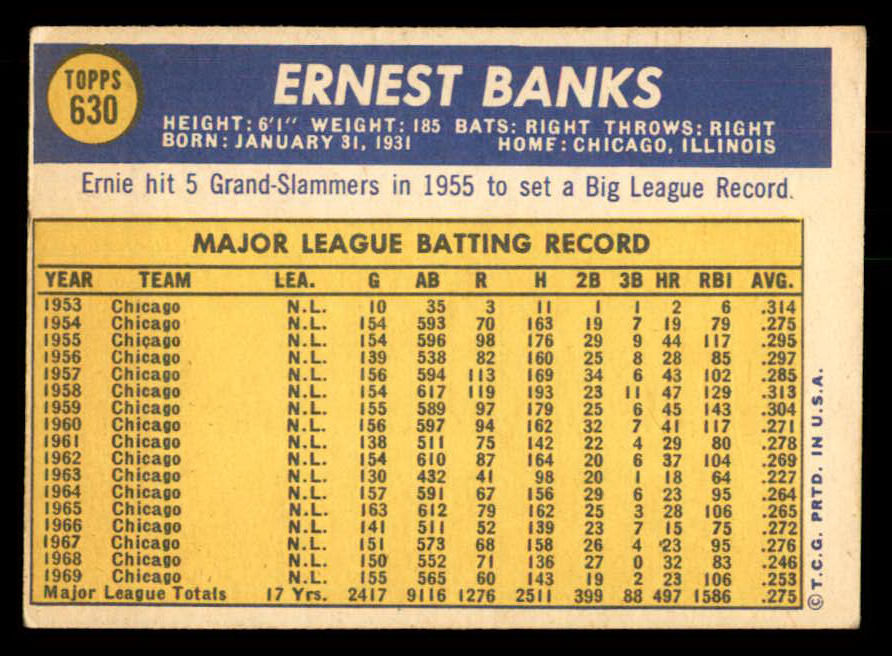 TOPPS
630
ERNEST BANKS
HEIGHT: 6'1" WEIGHT: 185 BATS: RIGHT THROWS: RIGHT
BORN: JANUARY 31, 1931 HOME: CHICAGO, ILLINOIS
Ernie hit 5 Grand-Slammers in 1955 to set a Big League Record.
MAJOR LEAGUE BATTING RECORD
YEAR TEAM LEA. G AB R H 2B 3B HR RBI AVG.
1953 Chicago N.L. 10 35 3 11 1 1 2 6 .314
1954 Chicago N.L. 154 593 70 163 19 7 19 79 .275
1955 Chicago N.L. 154 596 98 176 29 9 44 117 .295
1956 Chicago N.L. 139 538 82 160 25 8 28 85 .297
1957 Chicago N.L. 156 594 113 169 34 6 43 102 .285
1958 Chicago N.L. 154 617 119 193 23 11 47 129 .313
1959 Chicago N.L. 155 589 97 179 25 6 45 143 .304
1960 Chicago N.L. 156 597 94 162 32 7 41 117 .271
1961 Chicago N.L. 138 511 75 142 22 4 29 80 .278
1962 Chicago N.L. 154 610 87 164 20 6 37 104 .269
1963 Chicago N.L. 130 432 41 98 20 1 18 64 .227
1964 Chicago N.L. 157 591 67 156 29 6 23 95 .264
1965 Chicago N.L. 163 612 79 162 25 3 28 106 .265
1966 Chicago N.L. 141 511 52 139 23 7 15 75 .272
1967 Chicago N.L. 151 573 68 158 26 4 23 95 .276
1968 Chicago N.L. 150 552 71 136 27 0 32 83 .246
1969 Chicago N.L. 155 565 60 143 19 2 23 106 .253
Major League Totals 17 Yrs. 2417 9116 1276 2511 399 88 497 1586 .275
©T.C.G. PRTD. IN U.S.A.